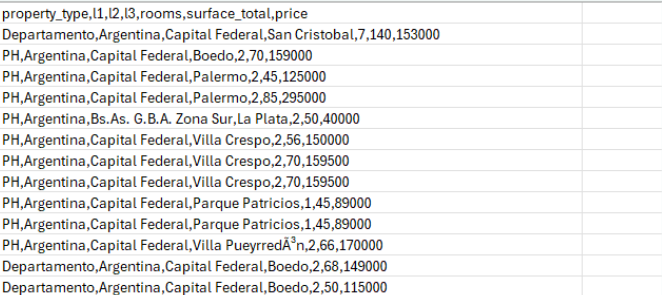 property_type,l1,l2,l3,rooms,surface_total,price
Departamento,Argentina,Capital Federal,San Cristobal,7,140,153000
PH,Argentina,Capital Federal,Boedo,2,70,159000
PH,Argentina,Capital Federal,Palermo,2,45,125000
PH,Argentina,Capital Federal,Palermo,2,85,295000
PH,Argentina,Bs.As. G.B.A. Zona Sur,La Plata,2,50,40000
PH,Argentina,Capital Federal,Villa Crespo,2,56,150000
PH,Argentina,Capital Federal,Villa Crespo,2,70,159500
PH,Argentina,Capital Federal,Villa Crespo,2,70,159500
PH,Argentina,Capital Federal,Parque Patricios,1,45,89000
PH,Argentina,Capital Federal,Parque Patricios,1,45,89000
PH,Argentina,Capital Federal,Villa PueyrredÃ³n,2,66,170000
Departamento,Argentina,Capital Federal,Boedo,2,68,149000
Departamento,Argentina,Capital Federal,Boedo,2,50,115000